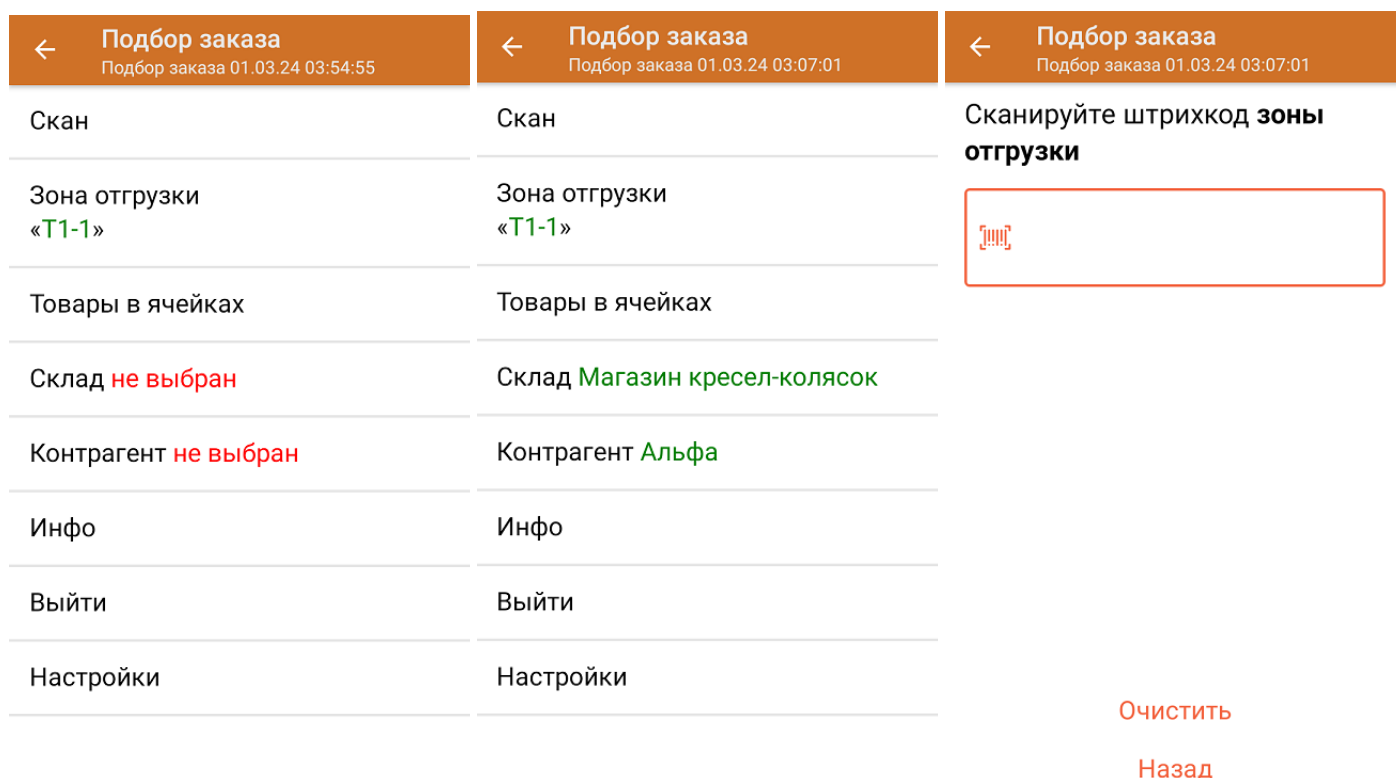 Подбор заказа
Подбор заказа 01.03.24 03:54:55
Скан
Зона отгрузки
«Т1-1»
Товары в ячейках
Склад не выбран
Контрагент не выбран
Инфо
Выйти
Настройки
Подбор заказа
Подбор заказа 01.03.24 03:07:01
Скан
Зона отгрузки
«Т1-1»
Товары в ячейках
Склад Магазин кресел-колясок
Контрагент Альфа
Инфо
Выйти
Настройки
Подбор заказа
Подбор заказа 01.03.24 03:07:01
Сканируйте штрихкод зоны
отгрузки
Очистить
Назад